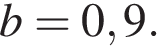 b = 0,9.